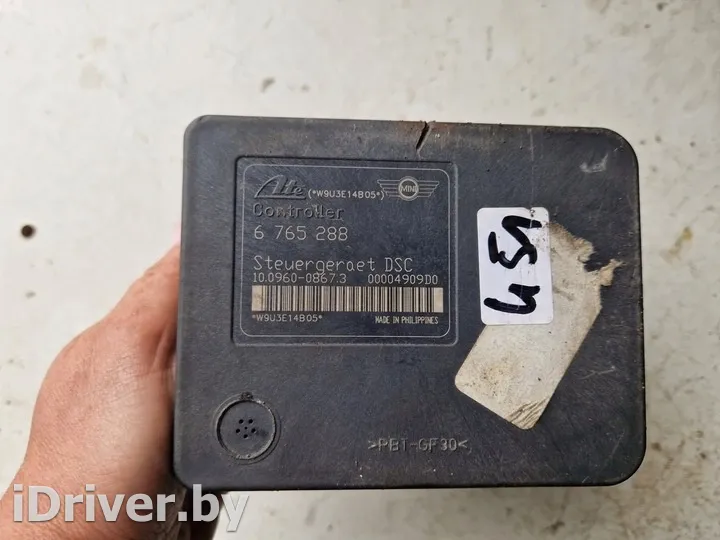 Ate (*W9U3E14B05*) MINI
Controller
6 765 288
Steuergeraet DSC
10.0960-0867.3 00004909D0
*W9U3E14B05* MADE IN PHILIPPINES
>PBT-GF30<
iDriver.by